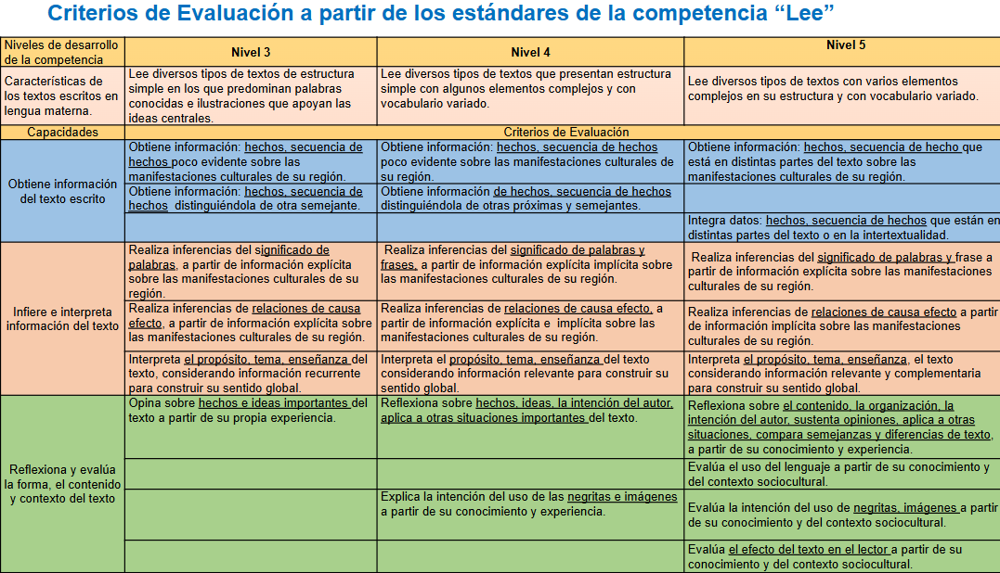 Criterios de Evaluación a partir de los estándares de la competencia “Lee”
Niveles de desarrollo
de la competencia
Nivel 3
Nivel 4
Nivel 5
Características de
los textos escritos en
lengua materna.
Lee diversos tipos de textos de estructura
simple en los que predominan palabras
conocidas e ilustraciones que apoyan las
ideas centrales.
Lee diversos tipos de textos que presentan estructura
simple con algunos elementos complejos y con
vocabulario variado.
Lee diversos tipos de textos con varios elementos
complejos en su estructura y con vocabulario variado.
Capacidades
Criterios de Evaluación
Obtiene información
del texto escrito
Obtiene información: hechos, secuencia de
hechos poco evidente sobre las
manifestaciones culturales de su región.
Obtiene información: hechos, secuencia de hechos
poco evidente sobre las manifestaciones culturales de
su región.
Obtiene información: hechos, secuencia de hecho que
está en distintas partes del texto sobre las
manifestaciones culturales de su región.
Obtiene información: hechos, secuencia de
hechos distinguiéndola de otra semejante.
Obtiene información de hechos, secuencia de hechos
distinguiéndola de otras próximas y semejantes.
Integra datos: hechos, secuencia de hechos que están en
distintas partes del texto o en la intertextualidad.
Infiere e interpreta
información del texto
Realiza inferencias del significado de
palabras, a partir de información explícita
sobre las manifestaciones culturales de su
región.
Realiza inferencias del significado de palabras y
frases, a partir de información explícita implícita sobre
las manifestaciones culturales de su región.
Realiza inferencias del significado de palabras y frase a
partir de información explícita sobre las manifestaciones
culturales de su región.
Realiza inferencias de relaciones de causa
efecto, a partir de información explícita sobre
las manifestaciones culturales de su región.
Realiza inferencias de relaciones de causa efecto, a
partir de información explícita e implícita sobre las
manifestaciones culturales de su región.
Realiza inferencias de relaciones de causa efecto a partir
de información implícita sobre las manifestaciones
culturales de su región.
Interpreta el propósito, tema, enseñanza del
texto, considerando información recurrente
para construir su sentido global.
Interpreta el propósito, tema, enseñanza del texto
considerando información relevante para construir su
sentido global.
Interpreta el propósito, tema, enseñanza, el texto
considerando información relevante y complementaria
para construir su sentido global.
Reflexiona y evalúa
la forma, el contenido
y contexto del texto
Opina sobre hechos e ideas importantes del
texto a partir de su propia experiencia.
Reflexiona sobre hechos, ideas, la intención del autor,
aplica a otras situaciones importantes del texto.
Reflexiona sobre el contenido, la organización, la
intención del autor, sustenta opiniones, aplica a otras
situaciones, compara semejanzas y diferencias de texto,
a partir de su conocimiento y experiencia.
Evalúa el uso del lenguaje a partir de su conocimiento y
del contexto sociocultural.
Explica la intención del uso de las negritas e imágenes
a partir de su conocimiento y experiencia.
Evalúa la intención del uso de negritas, imágenes a partir
de su conocimiento y del contexto sociocultural.
Evalúa el efecto del texto en el lector a partir de su
conocimiento y del contexto sociocultural.